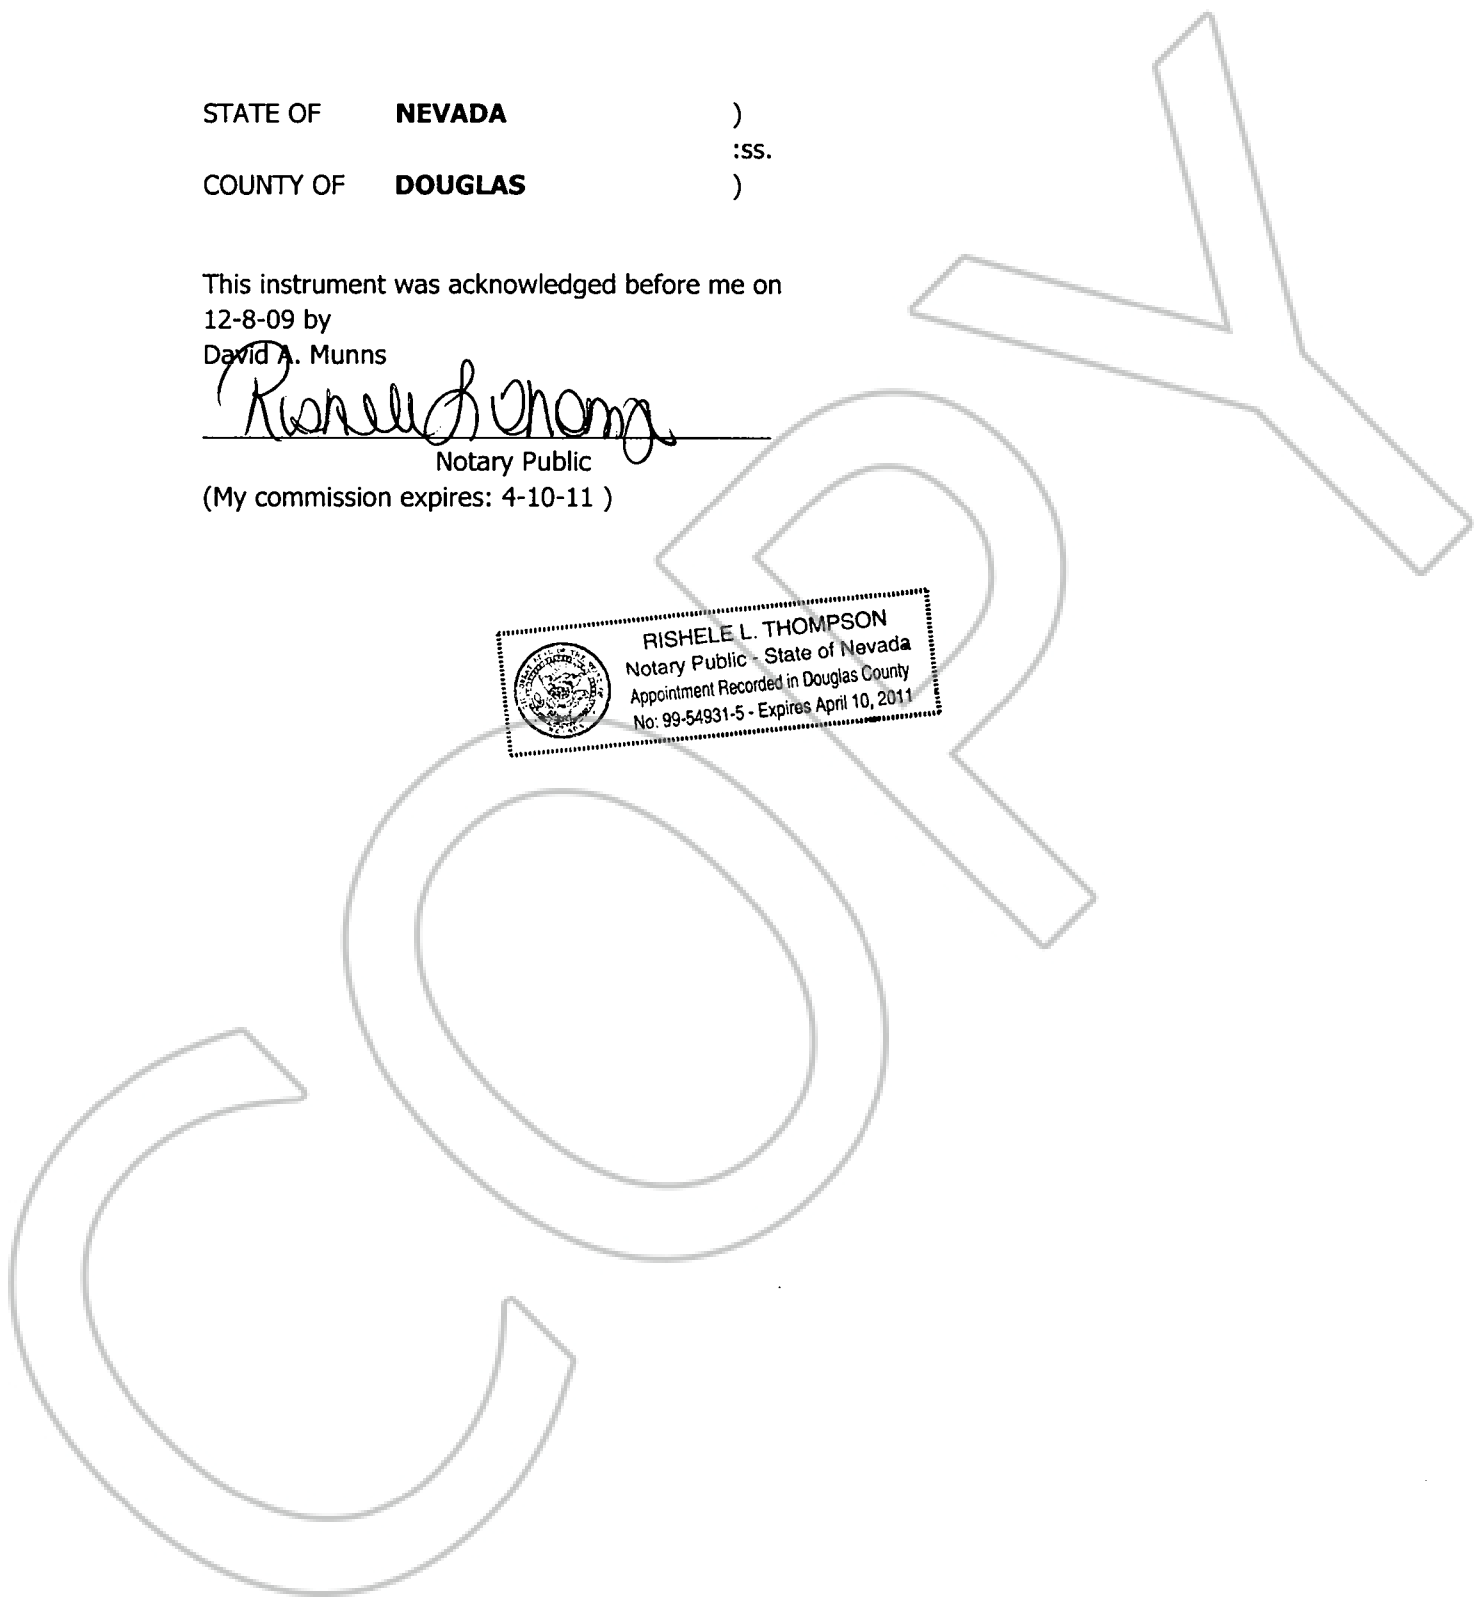 STATE OF NEVADA )
:ss.
COUNTY OF DOUGLAS )
This instrument was acknowledged before me on
12-8-09 by
David A. Munns
Rishele L Thomps
Notary Public
(My commission expires: 4-10-11 )
RISHELE L. THOMPSON
Notary Public - State of Nevada
Appointment Recorded in Douglas County
No: 99-54931-5 - Expires April 10, 2011
COPY